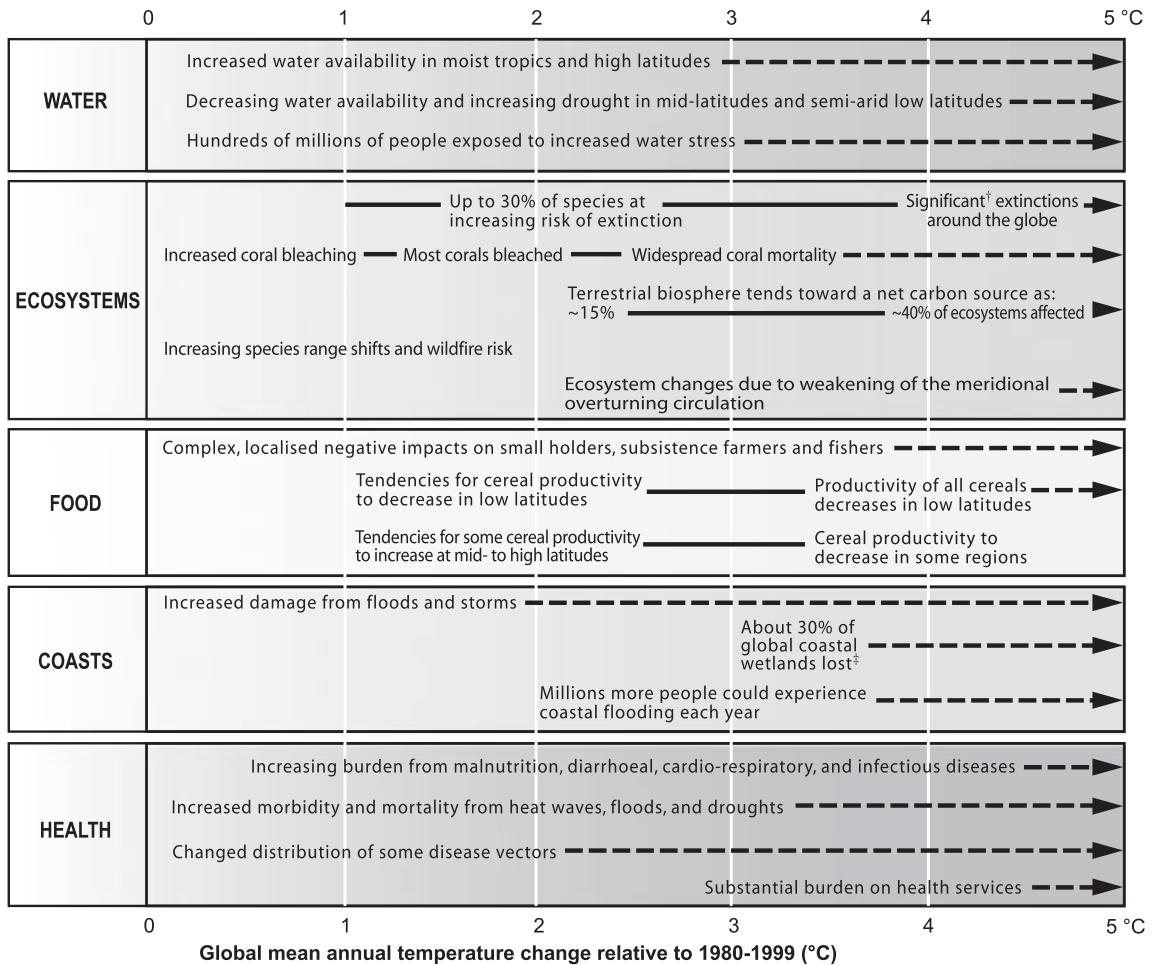 0 1 2 3 4 5 °C
WATER
Increased water availability in moist tropics and high latitudes
Decreasing water availability and increasing drought in mid-latitudes and semi-arid low latitudes
Hundreds of millions of people exposed to increased water stress
ECOSYSTEMS
Up to 30% of species at
increasing risk of extinction
Significant† extinctions
around the globe
Increased coral bleaching Most corals bleached Widespread coral mortality
Terrestrial biosphere tends toward a net carbon source as:
~15% ~40% of ecosystems affected
Increasing species range shifts and wildfire risk
Ecosystem changes due to weakening of the meridional
overturning circulation
FOOD
Complex, localised negative impacts on small holders, subsistence farmers and fishers
Tendencies for cereal productivity
to decrease in low latitudes
Productivity of all cereals
decreases in low latitudes
Tendencies for some cereal productivity
to increase at mid- to high latitudes
Cereal productivity to
decrease in some regions
COASTS
Increased damage from floods and storms
About 30% of
global coastal
wetlands lost‡
Millions more people could experience
coastal flooding each year
HEALTH
Increasing burden from malnutrition, diarrhoeal, cardio-respiratory, and infectious diseases
Increased morbidity and mortality from heat waves, floods, and droughts
Changed distribution of some disease vectors
Substantial burden on health services
0 1 2 3 4 5 °C
Global mean annual temperature change relative to 1980-1999 (°C)